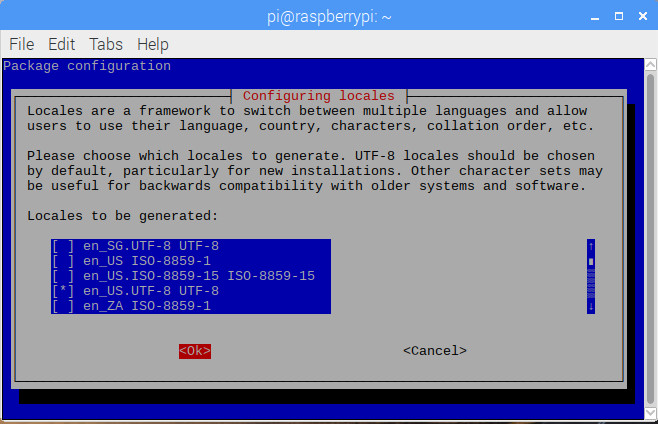 pi@raspberrypi: ~
File Edit Tabs Help
Package configuration
Configuring locales
Locales are a framework to switch between multiple languages and allow
users to use their language, country, characters, collation order, etc.
Please choose which locales to generate. UTF-8 locales should be chosen
by default, particularly for new installations. Other character sets may
be useful for backwards compatibility with older systems and software.
Locales to be generated:
[ ] en_SG.UTF-8 UTF-8
[ ] en_US ISO-8859-1
[ ] en_US.ISO-8859-15 ISO-8859-15
[*] en_US.UTF-8 UTF-8
[ ] en_ZA ISO-8859-1
<Ok> <Cancel>